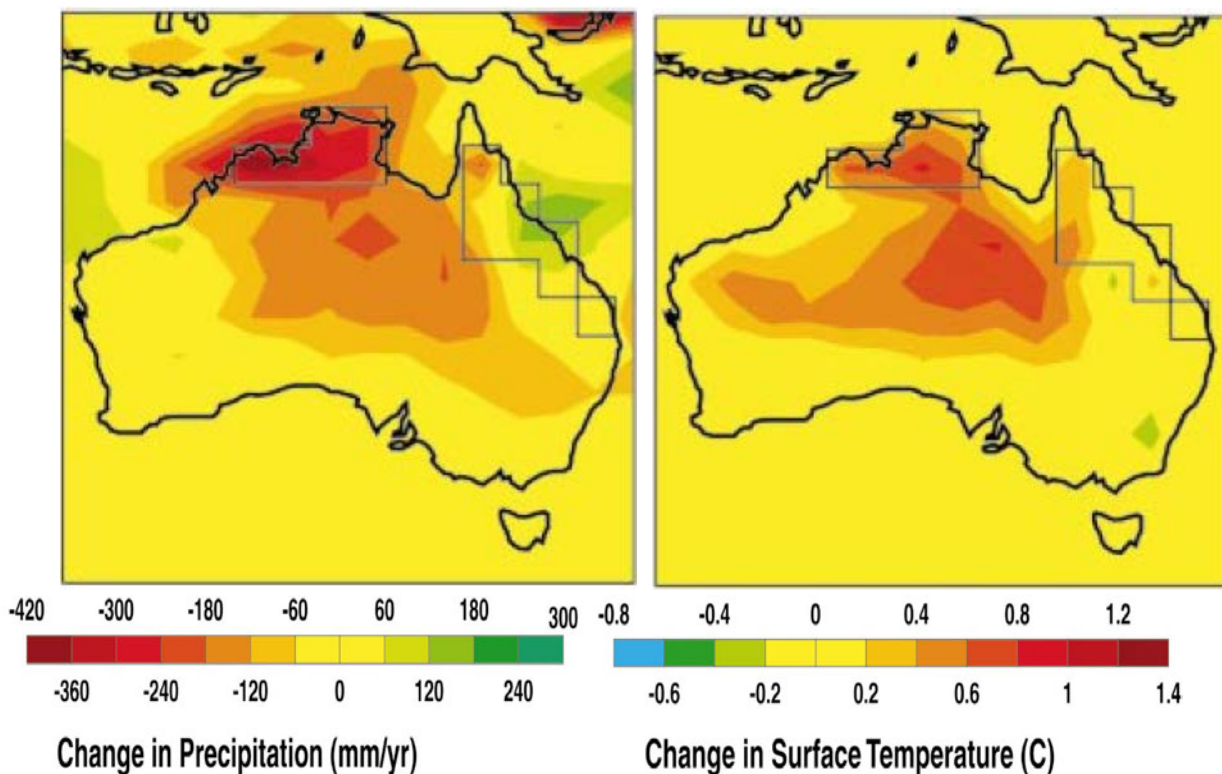 -420 -300 -180 -60 60 180 300
-360 -240 -120 0 120 240
Change in Precipitation (mm/yr)
-0.8 -0.4 0 0.4 0.8 1.2
-0.6 -0.2 0.2 0.6 1 1.4
Change in Surface Temperature (C)